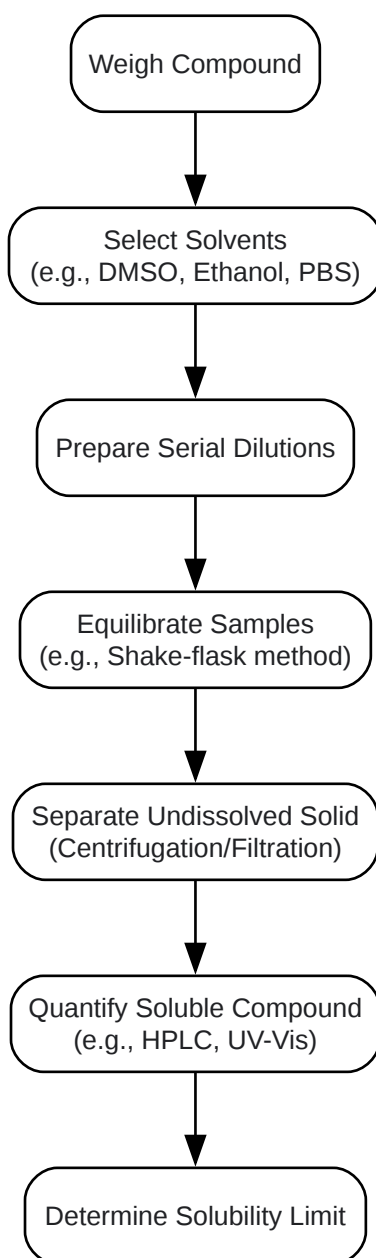 Weigh Compound
Select Solvents
(e.g., DMSO, Ethanol, PBS)
Prepare Serial Dilutions
Equilibrate Samples
(e.g., Shake-flask method)
Separate Undissolved Solid
(Centrifugation/Filtration)
Quantify Soluble Compound
(e.g., HPLC, UV-Vis)
Determine Solubility Limit